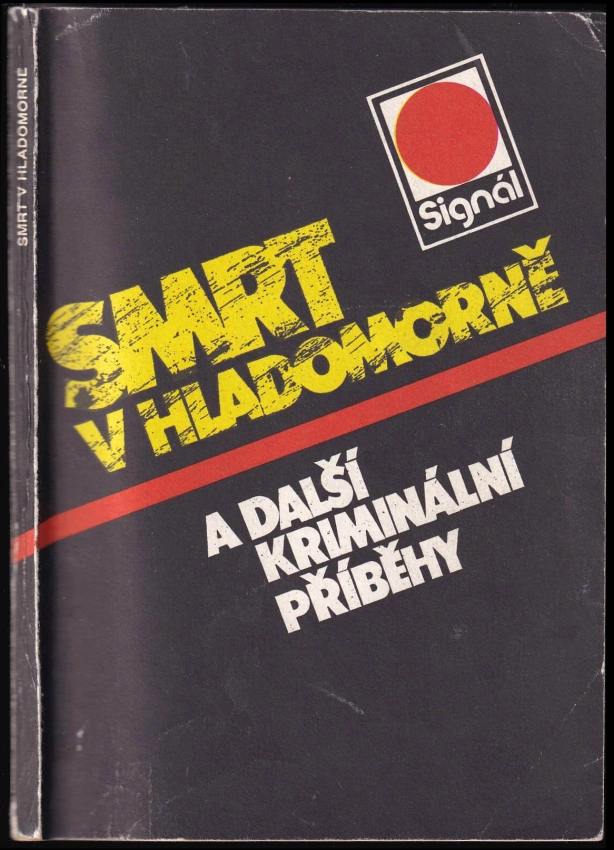 SMRT V HLADOMORNĚ
Signál
SMRT
V HLADOMORNĚ
A DALŠÍ
KRIMINÁLNÍ
PŘÍBĚHY